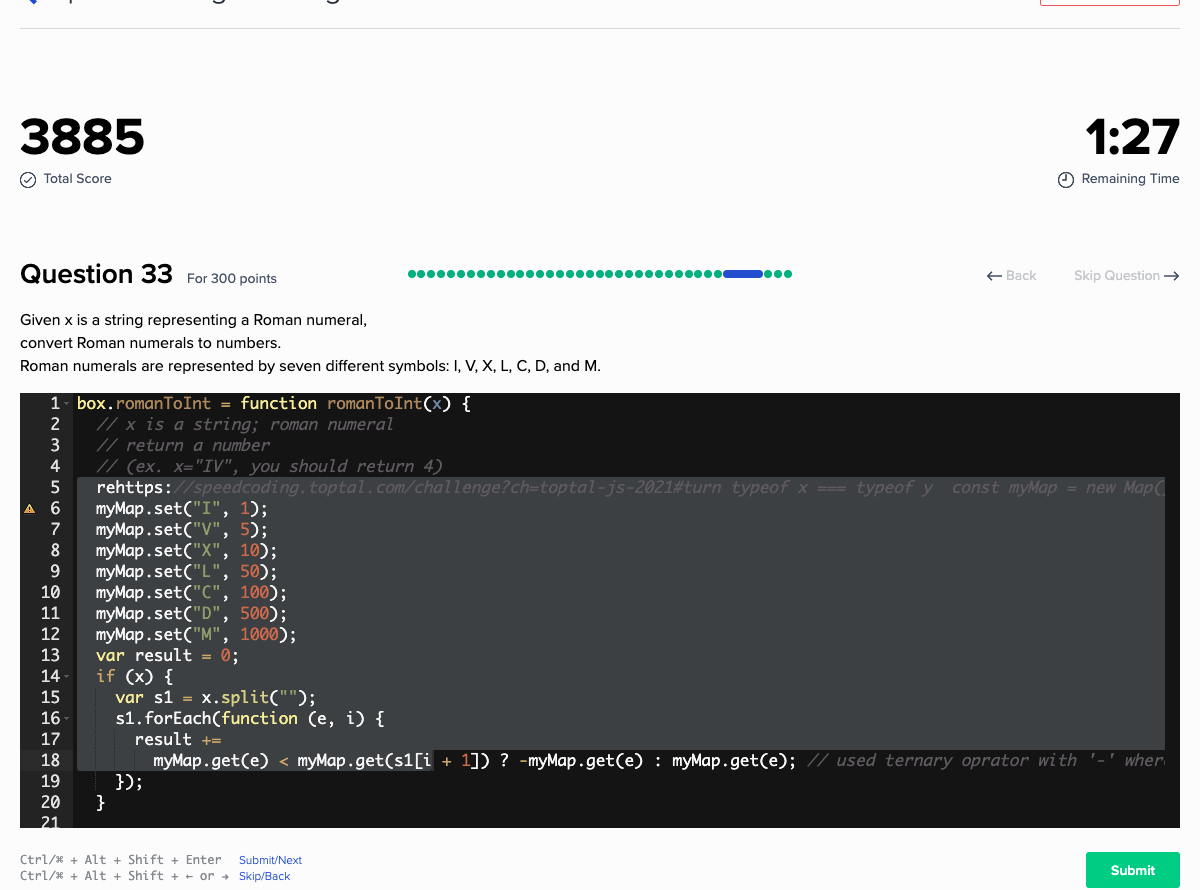 3885
1:27
Total Score
Remaining Time
Question 33
For 300 points
← Back
Skip Question →
Given x is a string representing a Roman numeral,
convert Roman numerals to numbers.
Roman numerals are represented by seven different symbols: I, V, X, L, C, D, and M.
1 box.romanToInt = function romanToInt(x) {
2 // x is a string; roman numeral
3 // return a number
4 // (ex. x="IV", you should return 4)
5 rehttps://speedcoding.toptal.com/challenge?ch=toptal-js-2021#turn typeof x === typeof y  const myMap = new Map(
6 myMap.set("I", 1);
7 myMap.set("V", 5);
8 myMap.set("X", 10);
9 myMap.set("L", 50);
10 myMap.set("C", 100);
11 myMap.set("D", 500);
12 myMap.set("M", 1000);
13 var result = 0;
14 if (x) {
15 var s1 = x.split("");
16 s1.forEach(function (e, i) {
17 result +=
18 myMap.get(e) < myMap.get(s1[i + 1]) ? -myMap.get(e) : myMap.get(e); // used ternary oprator with '-' wher
19 });
20 }
21
Ctrl/⌘ + Alt + Shift + Enter Submit/Next
Ctrl/⌘ + Alt + Shift + ← or → Skip/Back
Submit